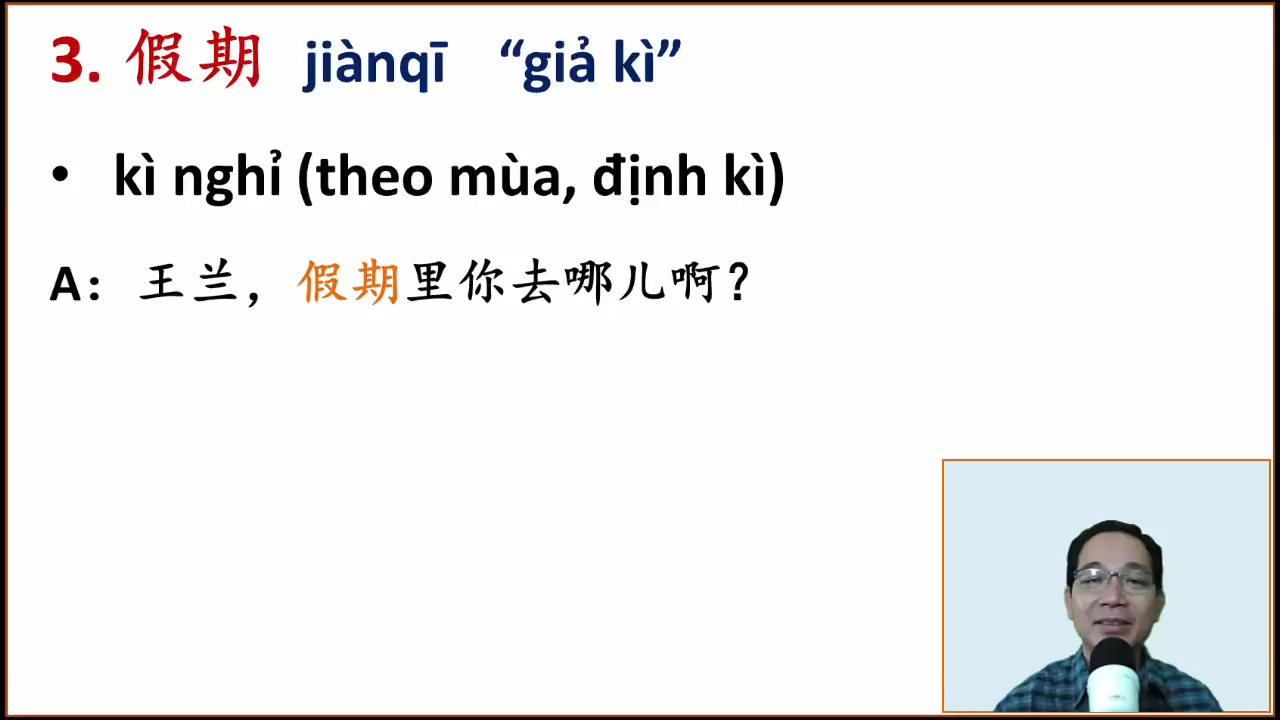 3. 假期 jiànqī “giả kì”
• kì nghỉ (theo mùa, định kì)
A：王兰，假期里你去哪儿啊？